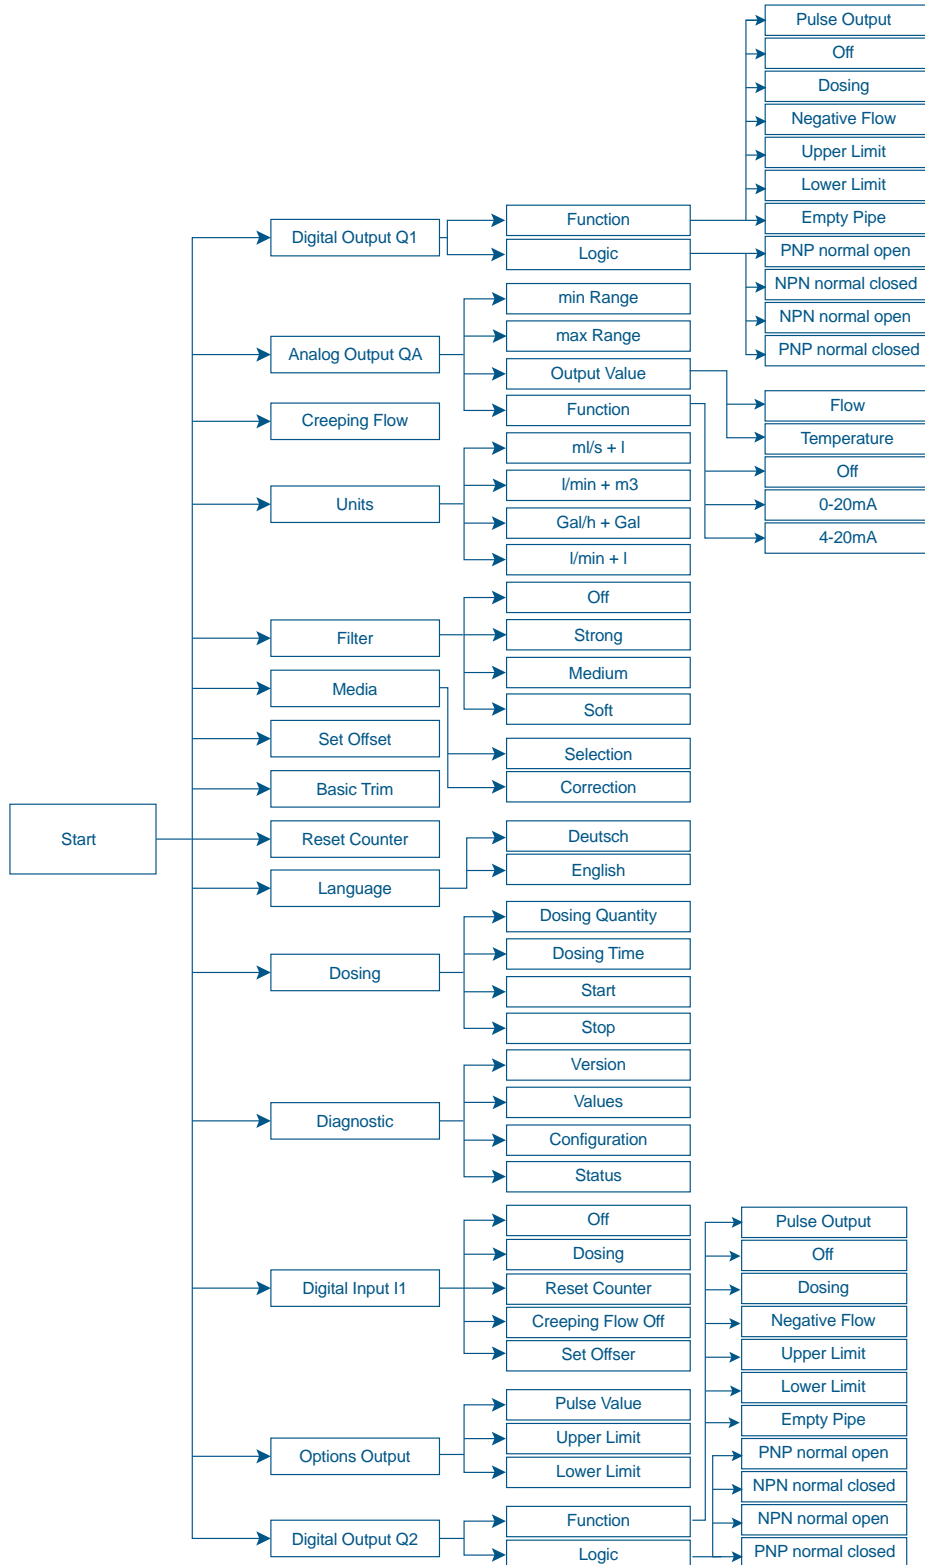 Start
Digital Output Q1
Function
Pulse Output
Off
Dosing
Negative Flow
Upper Limit
Lower Limit
Empty Pipe
Logic
PNP normal open
NPN normal closed
NPN normal open
PNP normal closed
Analog Output QA
min Range
max Range
Output Value
Flow
Temperature
Function
Off
0-20mA
4-20mA
Creeping Flow
Units
ml/s + l
l/min + m3
Gal/h + Gal
l/min + l
Filter
Off
Strong
Medium
Soft
Media
Selection
Correction
Set Offset
Basic Trim
Reset Counter
Language
Deutsch
English
Dosing
Dosing Quantity
Dosing Time
Start
Stop
Diagnostic
Version
Values
Configuration
Status
Digital Input I1
Off
Dosing
Reset Counter
Creeping Flow Off
Set Offser
Options Output
Pulse Value
Upper Limit
Lower Limit
Digital Output Q2
Function
Pulse Output
Off
Dosing
Negative Flow
Upper Limit
Lower Limit
Empty Pipe
Logic
PNP normal open
NPN normal closed
NPN normal open
PNP normal closed